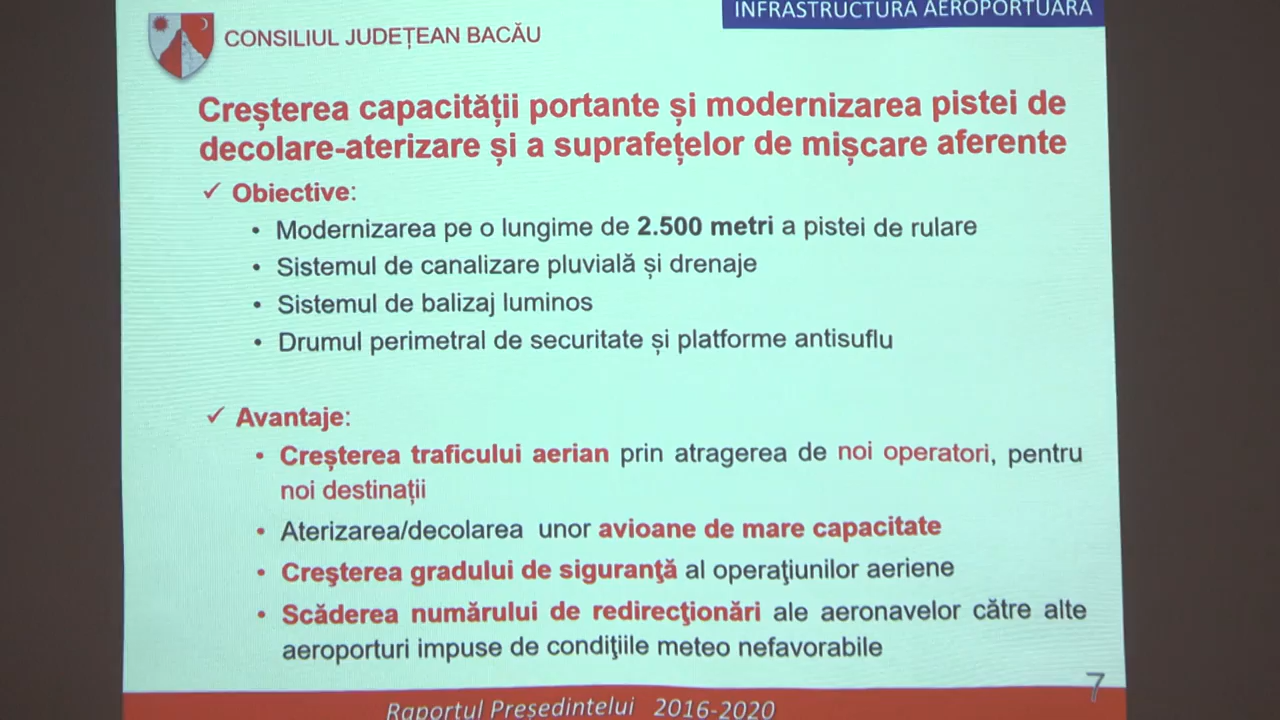 INFRASTRUCTURA AEROPORTUARĂ
CONSILIUL JUDEȚEAN BACĂU
Creșterea capacității portante și modernizarea pistei de
decolare-aterizare și a suprafețelor de mișcare aferente
✓ Obiective:
• Modernizarea pe o lungime de 2.500 metri a pistei de rulare
• Sistemul de canalizare pluvială și drenaje
• Sistemul de balizaj luminos
• Drumul perimetral de securitate și platforme antisuflu
✓ Avantaje:
• Creșterea traficului aerian prin atragerea de noi operatori, pentru
noi destinații
• Aterizarea/decolarea unor avioane de mare capacitate
• Creşterea gradului de siguranţă al operaţiunilor aeriene
• Scăderea numărului de redirecţionări ale aeronavelor către alte
aeroporturi impuse de condiţiile meteo nefavorabile
7
Raportul Președintelui 2016-2020